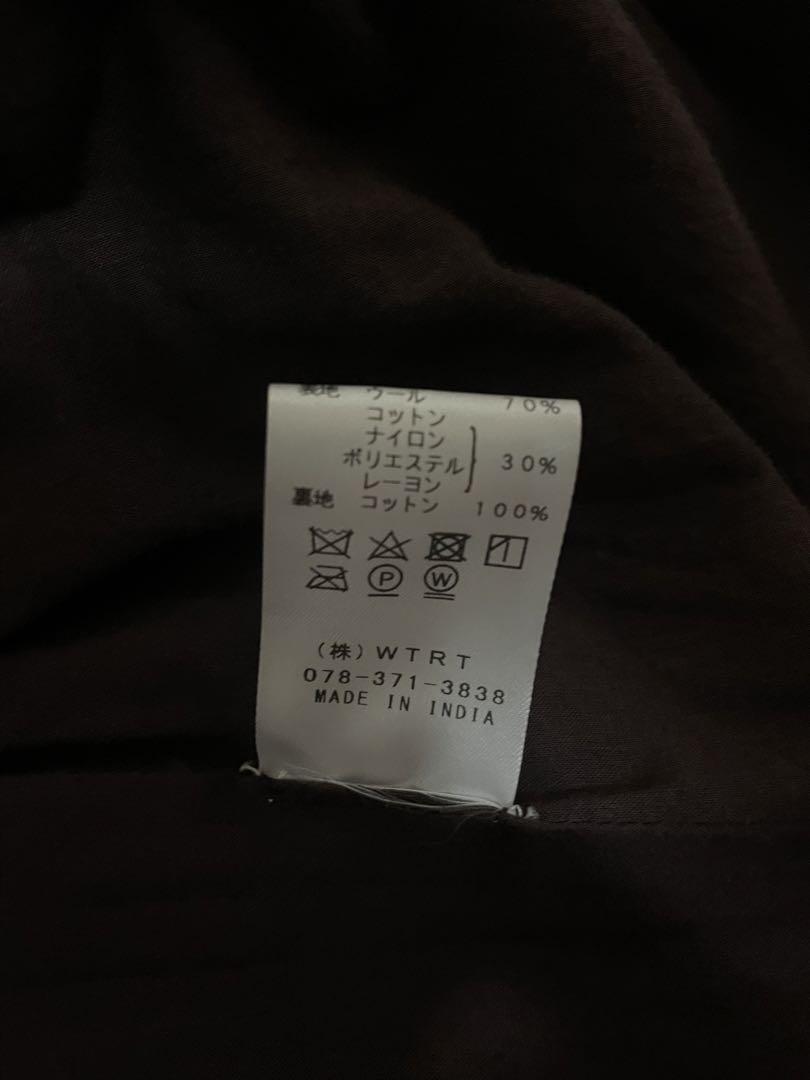 表地 ウール 70%
コットン
ナイロン
ポリエステル 30%
レーヨン
裏地 コットン 100%
P W
(株)WTRT
078-371-3838
MADE IN INDIA